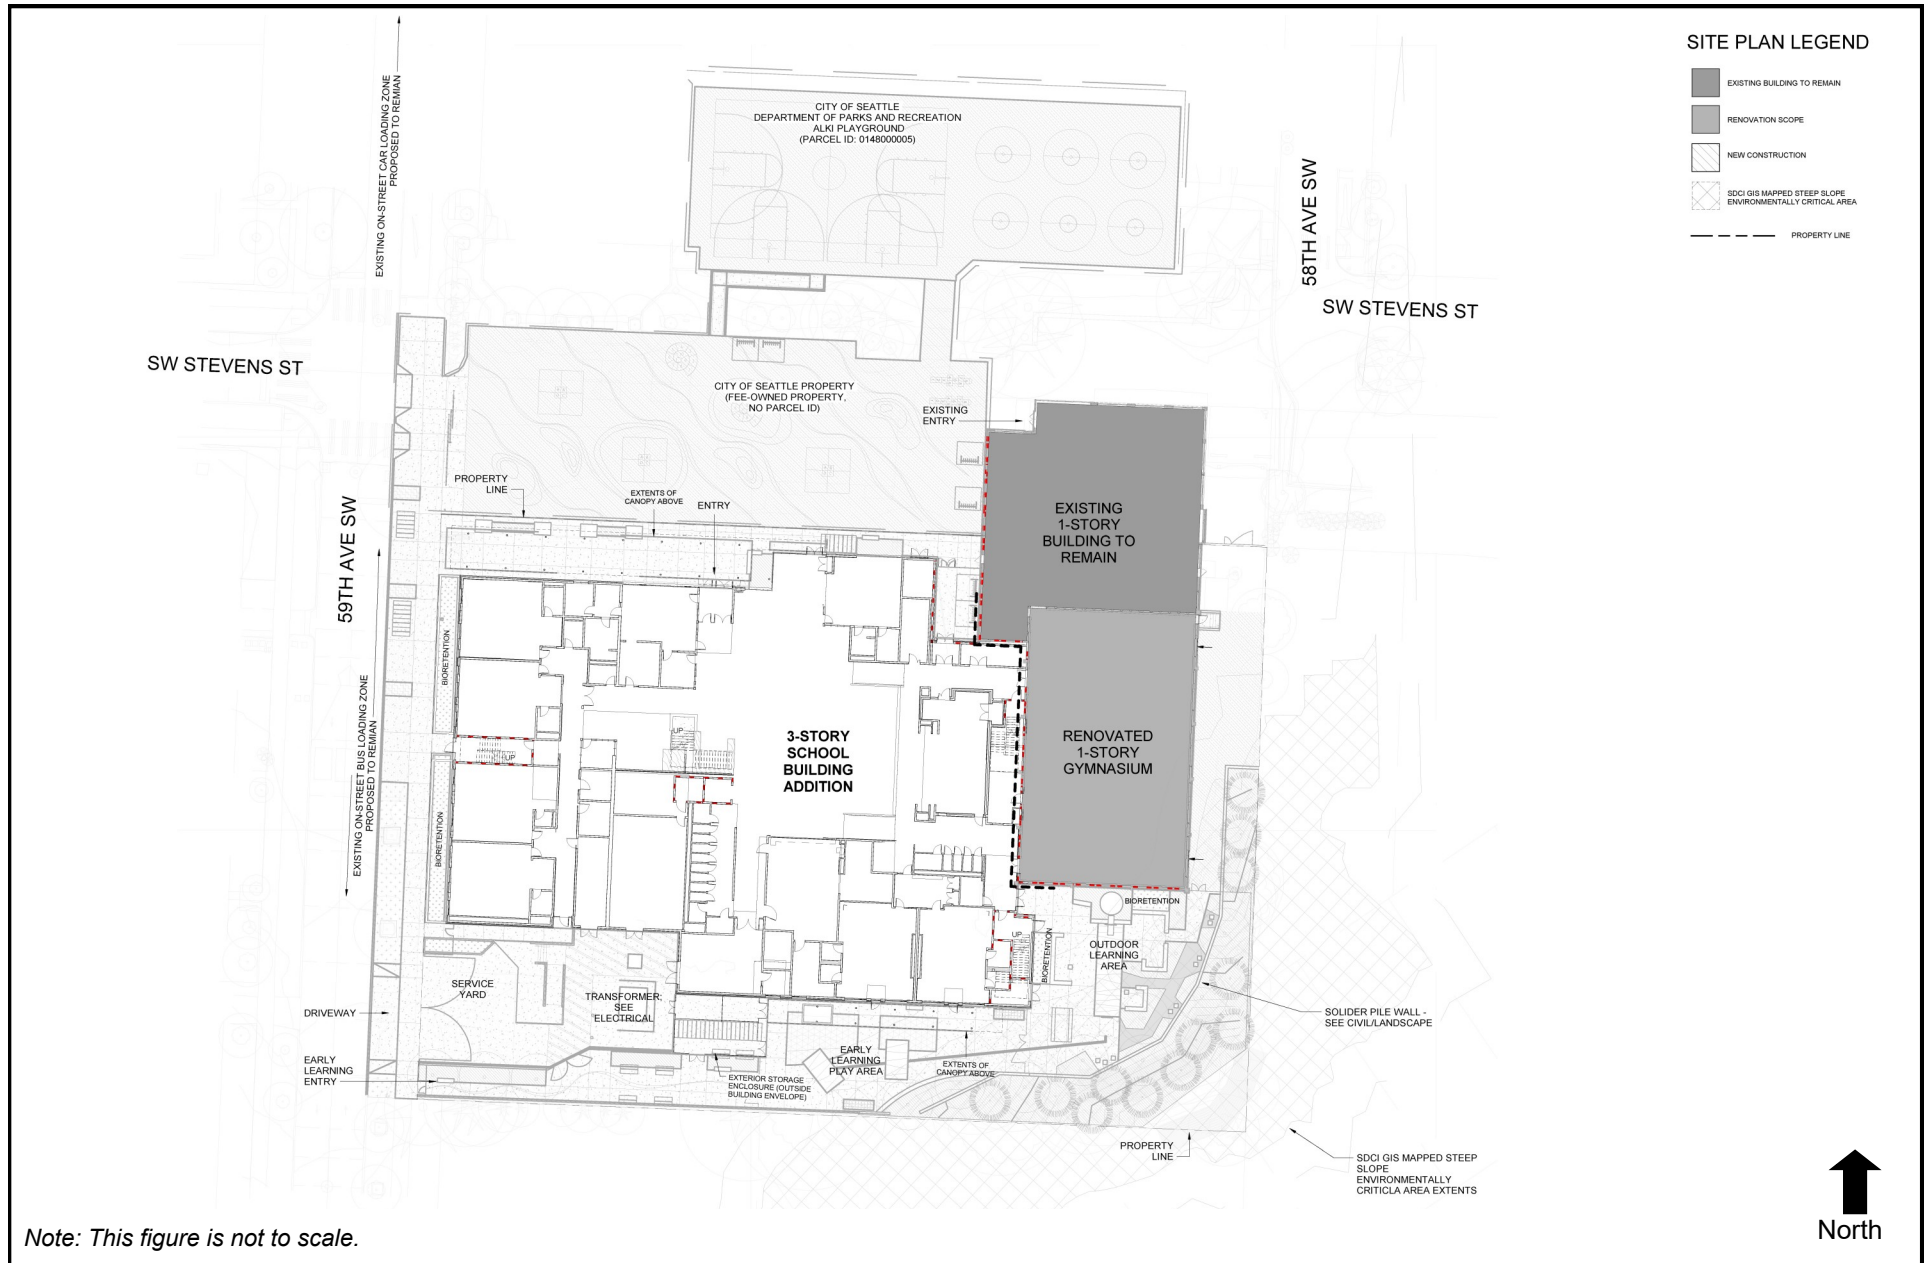 SITE PLAN LEGEND
EXISTING BUILDING TO REMAIN
RENOVATION SCOPE
NEW CONSTRUCTION
SDCI GIS MAPPED STEEP SLOPE
ENVIRONMENTALLY CRITICAL AREA
PROPERTY LINE
EXISTING ON-STREET CAR LOADING ZONE
PROPOSED TO REMIAN
CITY OF SEATTLE
DEPARTMENT OF PARKS AND RECREATION
ALKI PLAYGROUND
(PARCEL ID: 0148000005)
58TH AVE SW
SW STEVENS ST
SW STEVENS ST
CITY OF SEATTLE PROPERTY
(FEE-OWNED PROPERTY,
NO PARCEL ID)
EXISTING
ENTRY
PROPERTY
LINE
EXTENTS OF
CANOPY ABOVE
ENTRY
59TH AVE SW
EXISTING
1-STORY
BUILDING TO
REMAIN
BIORETENTION
EXISTING ON-STREET BUS LOADING ZONE
PROPOSED TO REMIAN
UP
UP
3-STORY
SCHOOL
BUILDING
ADDITION
RENOVATED
1-STORY
GYMNASIUM
BIORETENTION
BIORETENTION
UP
BIORETENTION
OUTDOOR
LEARNING
AREA
SERVICE
YARD
TRANSFORMER;
SEE
ELECTRICAL
DRIVEWAY
SOLIDER PILE WALL -
SEE CIVIL/LANDSCAPE
EARLY
LEARNING
ENTRY
EARLY
LEARNING
PLAY AREA
EXTENTS OF
CANOPY ABOVE
EXTERIOR STORAGE
ENCLOSURE (OUTSIDE
BUILDING ENVELOPE)
PROPERTY
LINE
SDCI GIS MAPPED STEEP
SLOPE
ENVIRONMENTALLY
CRITICLA AREA EXTENTS
North
Note: This figure is not to scale.